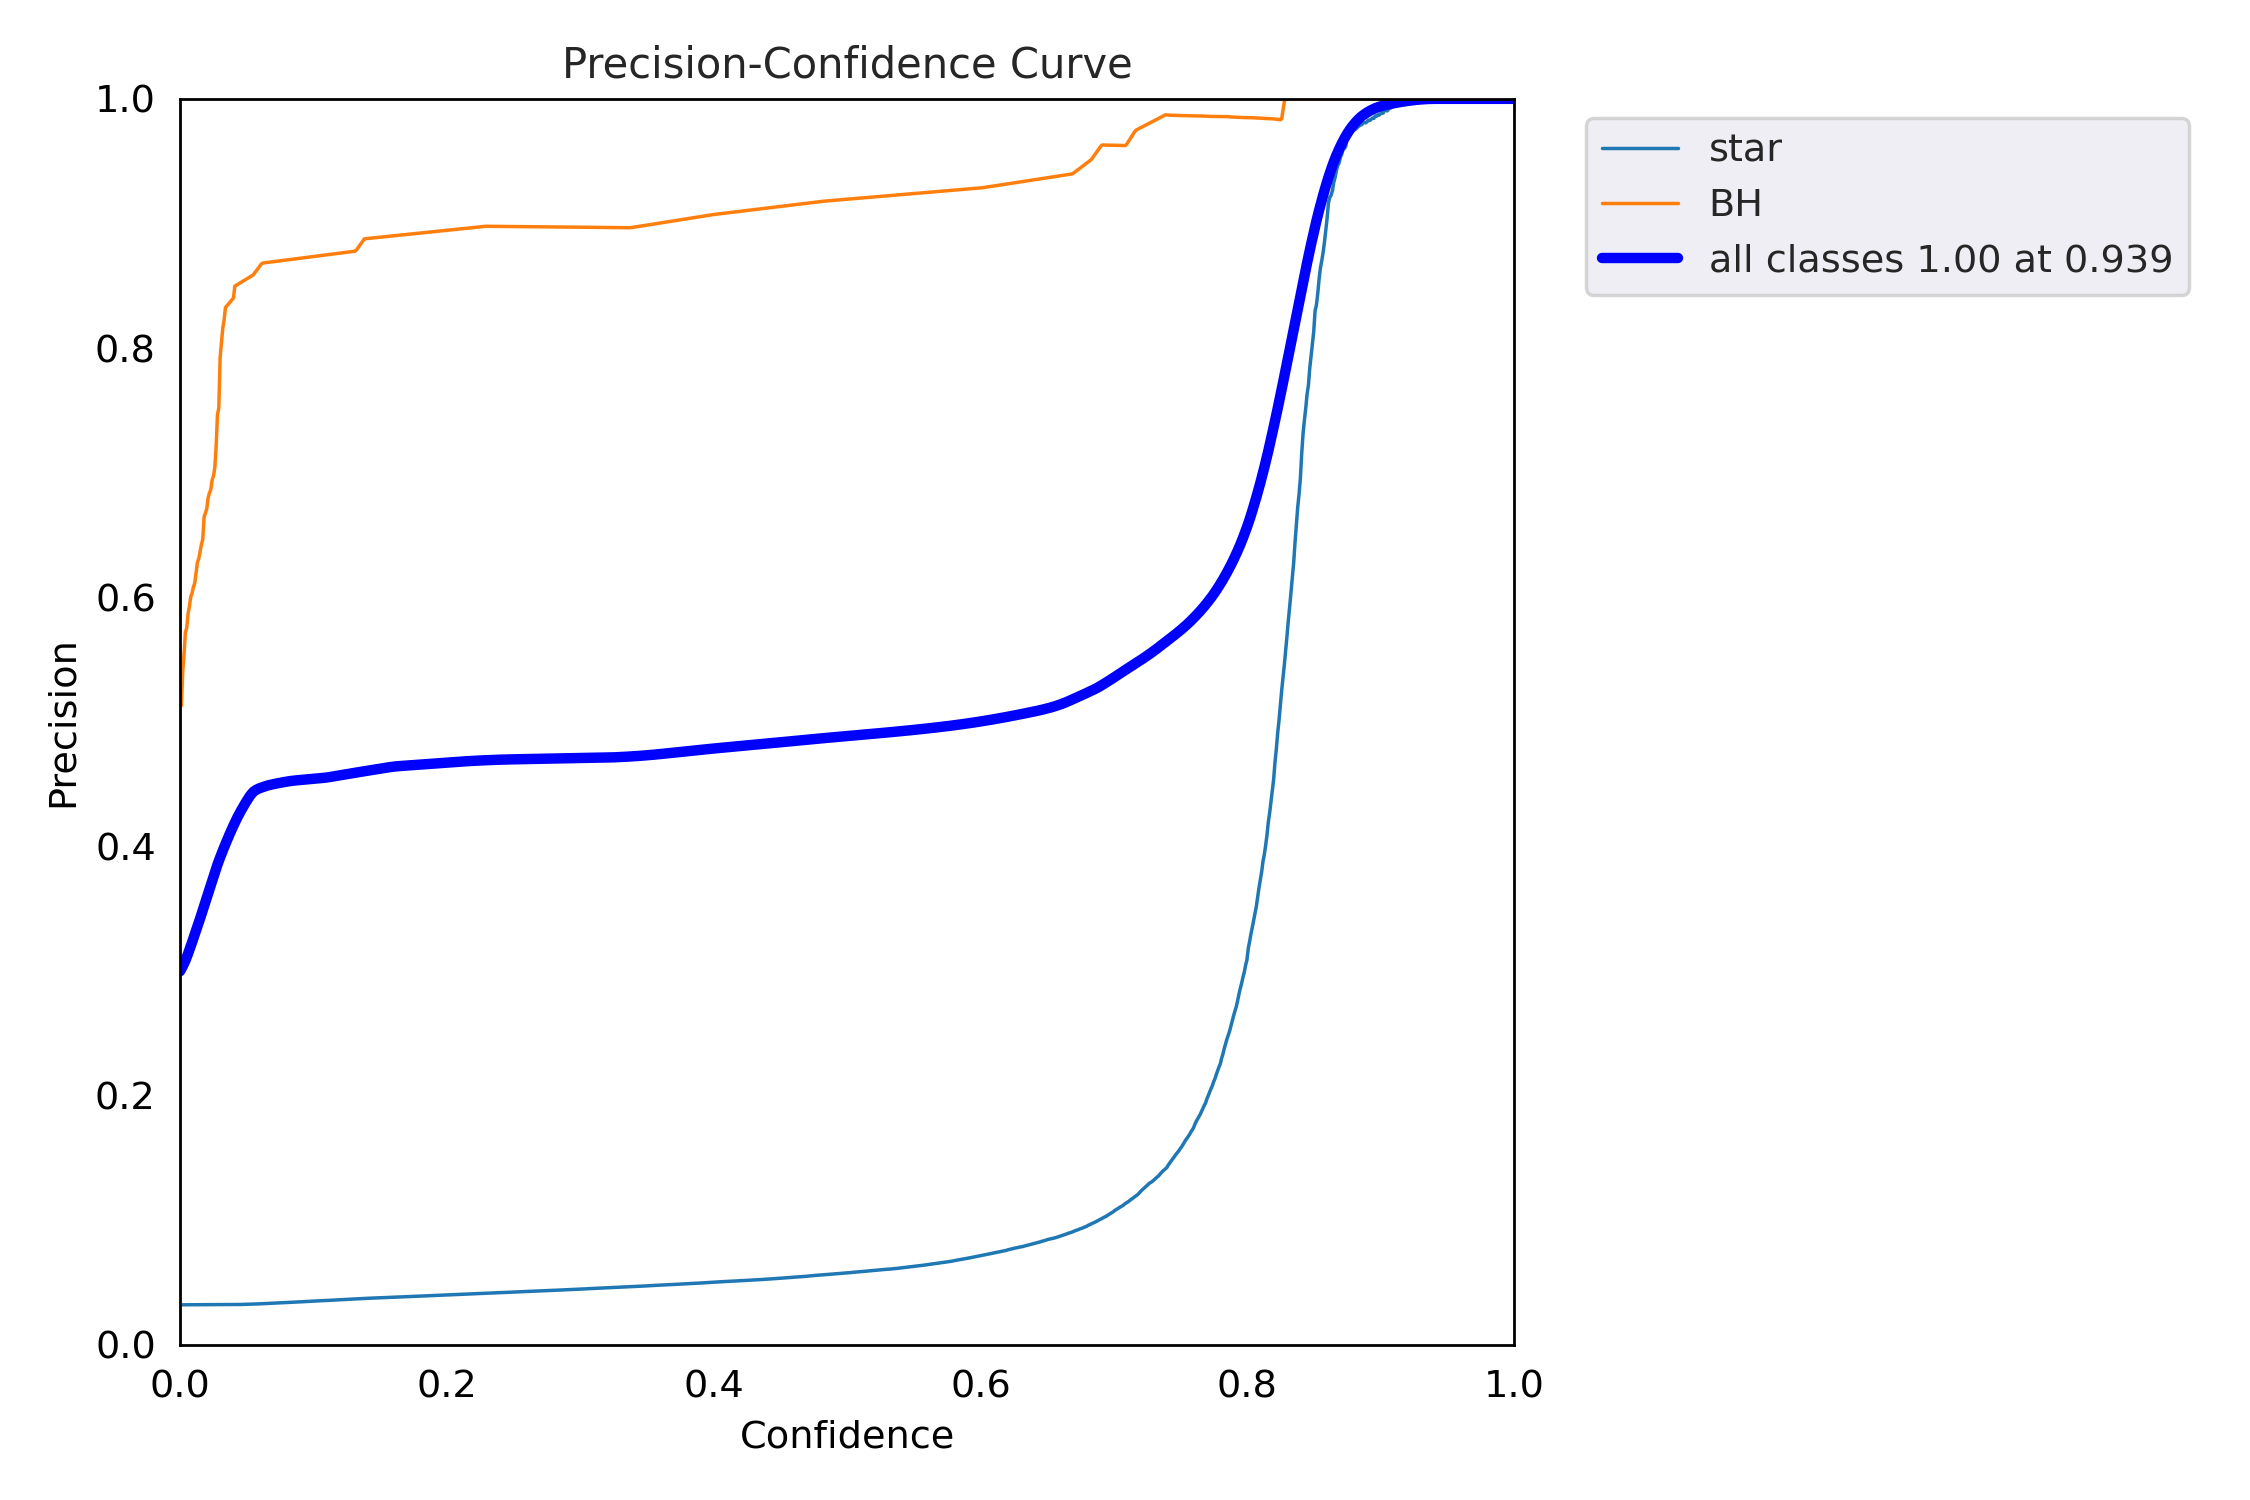 Precision-Confidence Curve
1.0
0.8
0.6
0.4
0.2
0.0
Precision
0.0 0.2 0.4 0.6 0.8 1.0
Confidence
star
BH
all classes 1.00 at 0.939